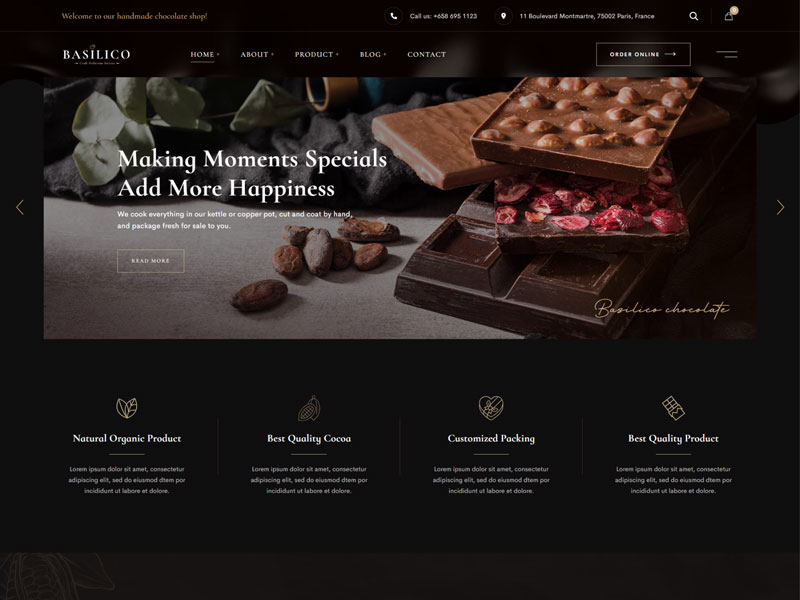 Welcome to our handmade chocolate shop!
Call us: +658 695 1123
11 Boulevard Montmartre, 75002 Paris, France
0
BASILICO
HOME +
ABOUT +
PRODUCT +
BLOG +
CONTACT
ORDER ONLINE
Making Moments Specials
Add More Happiness
We cook everything in our kettle or copper pot, cut and coat by hand,
and package fresh for sale to you.
READ MORE
Basilico chocolate
Natural Organic Product
Lorem ipsum dolor sit amet, consectetur
adipiscing elit, sed do eiusmod dtem por
incididunt ut labore et dolore.
Best Quality Cocoa
Lorem ipsum dolor sit amet, consectetur
adipiscing elit, sed do eiusmod dtem por
incididunt ut labore et dolore.
Customized Packing
Lorem ipsum dolor sit amet, consectetur
adipiscing elit, sed do eiusmod dtem por
incididunt ut labore et dolore.
Best Quality Product
Lorem ipsum dolor sit amet, consectetur
adipiscing elit, sed do eiusmod dtem por
incididunt ut labore et dolore.